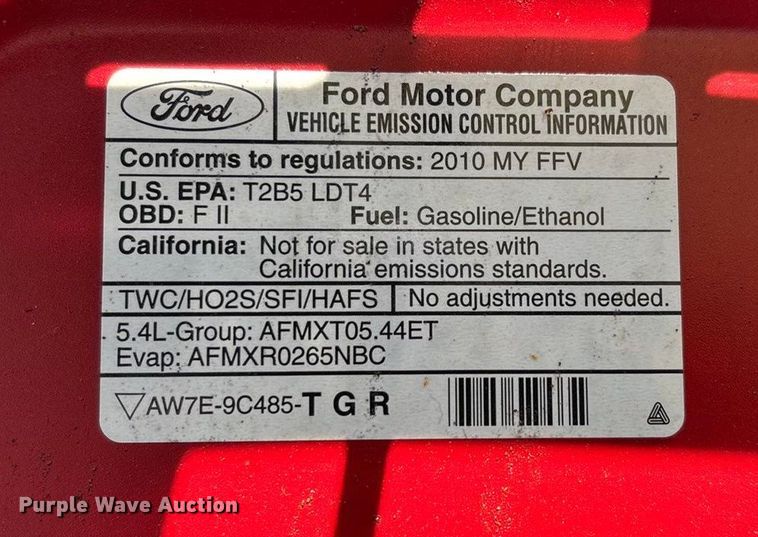 Ford
Ford Motor Company
VEHICLE EMISSION CONTROL INFORMATION
Conforms to regulations: 2010 MY FFV
U.S. EPA: T2B5 LDT4
OBD: F II Fuel: Gasoline/Ethanol
California: Not for sale in states with
California emissions standards.
TWC/HO2S/SFI/HAFS No adjustments needed.
5.4L-Group: AFMXT05.44ET
Evap: AFMXR0265NBC
▽AW7E-9C485-T G R
Purple Wave Auction